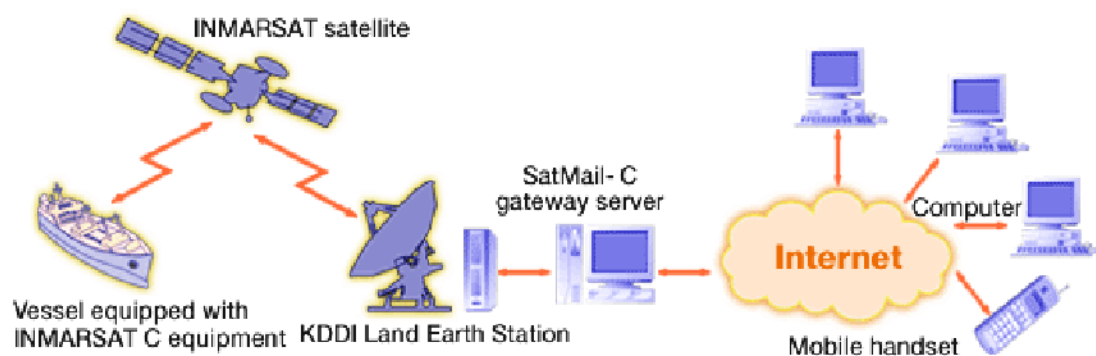 INMARSAT satellite
SatMail- C
gateway server
Computer
Internet
Vessel equipped with
INMARSAT C equipment
KDDI Land Earth Station
Mobile handset